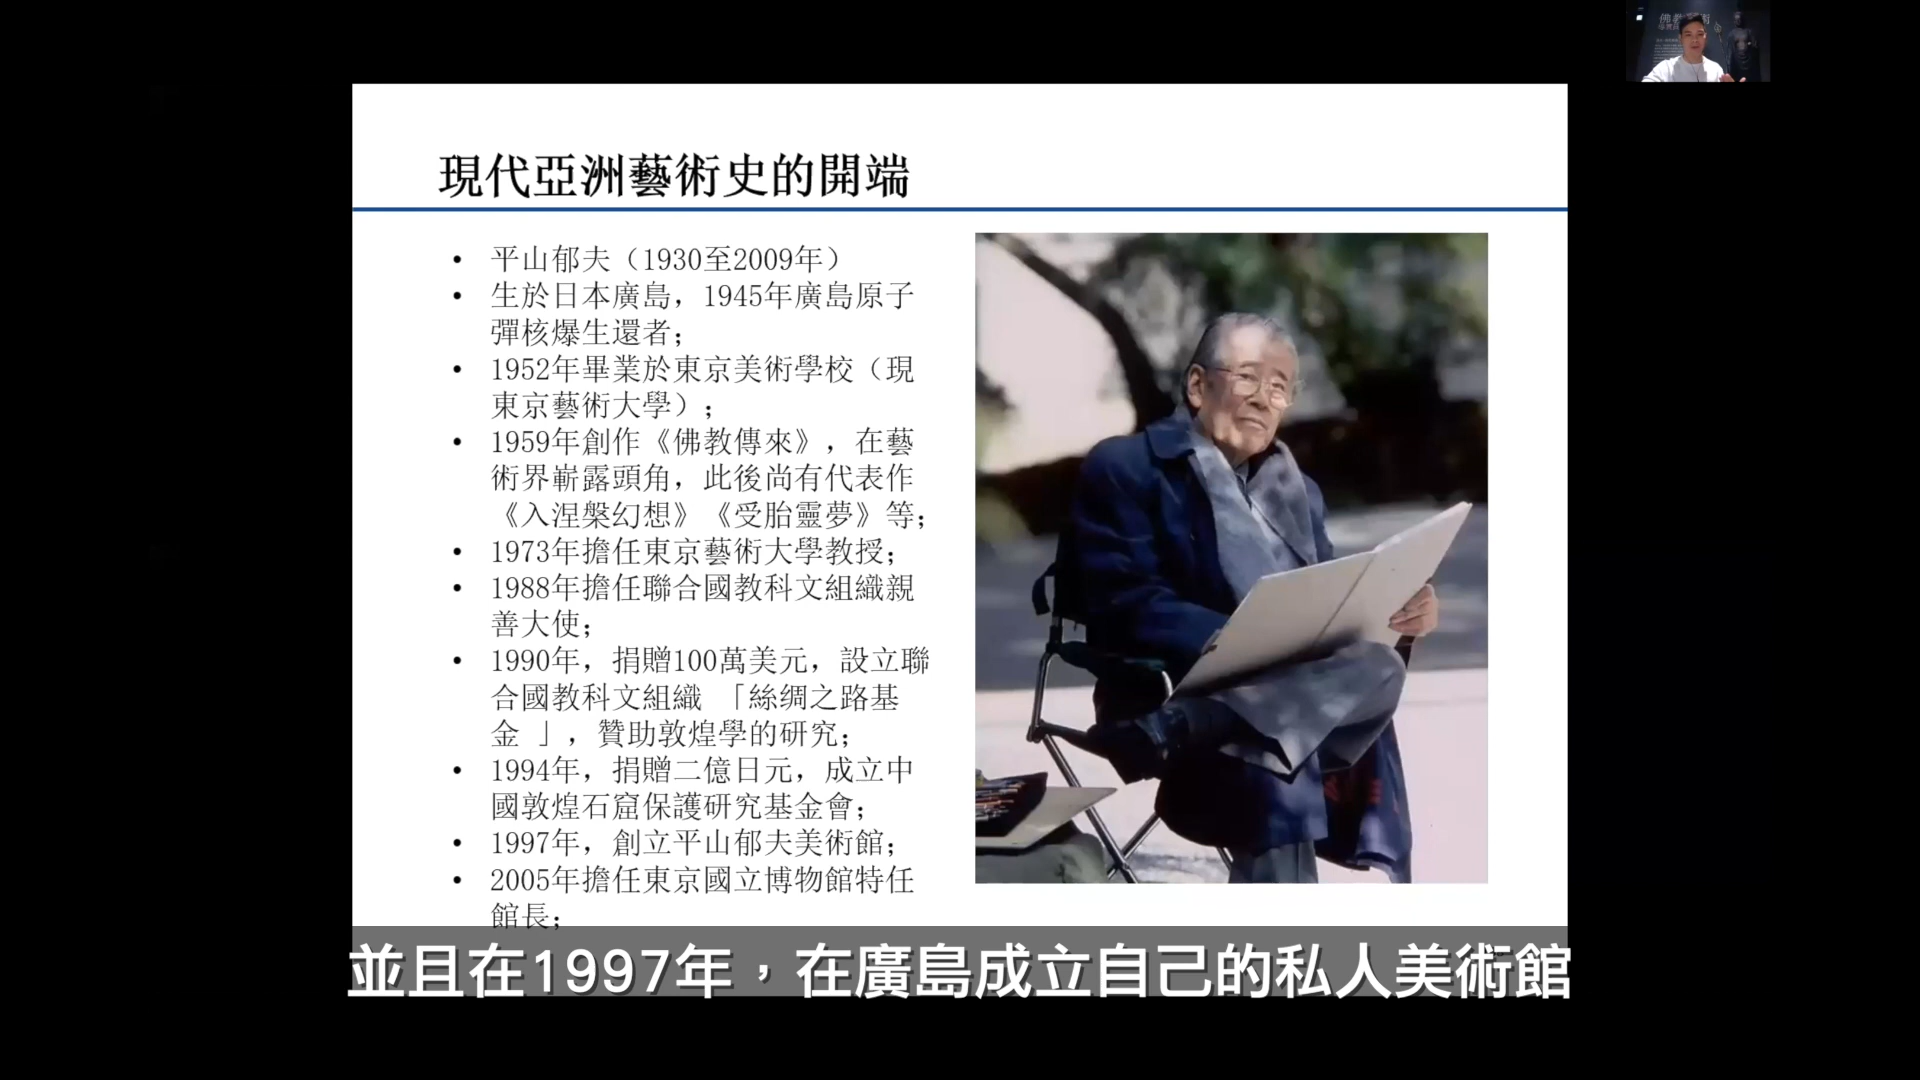 佛教
現代亞洲藝術史的開端
• 平山郁夫（1930至2009年）
• 生於日本廣島，1945年廣島原子
彈核爆生還者；
• 1952年畢業於東京美術學校（現
東京藝術大學）；
• 1959年創作《佛教傳來》，在藝
術界嶄露頭角，此後尚有代表作
《入涅槃幻想》《受胎靈夢》等；
• 1973年擔任東京藝術大學教授；
• 1988年擔任聯合國教科文組織親
善大使；
• 1990年，捐贈100萬美元，設立聯
合國教科文組織 「絲綢之路基
金 」，贊助敦煌學的研究；
• 1994年，捐贈二億日元，成立中
國敦煌石窟保護研究基金會；
• 1997年，創立平山郁夫美術館；
• 2005年擔任東京國立博物館特任
館長；
並且在1997年，在廣島成立自己的私人美術館